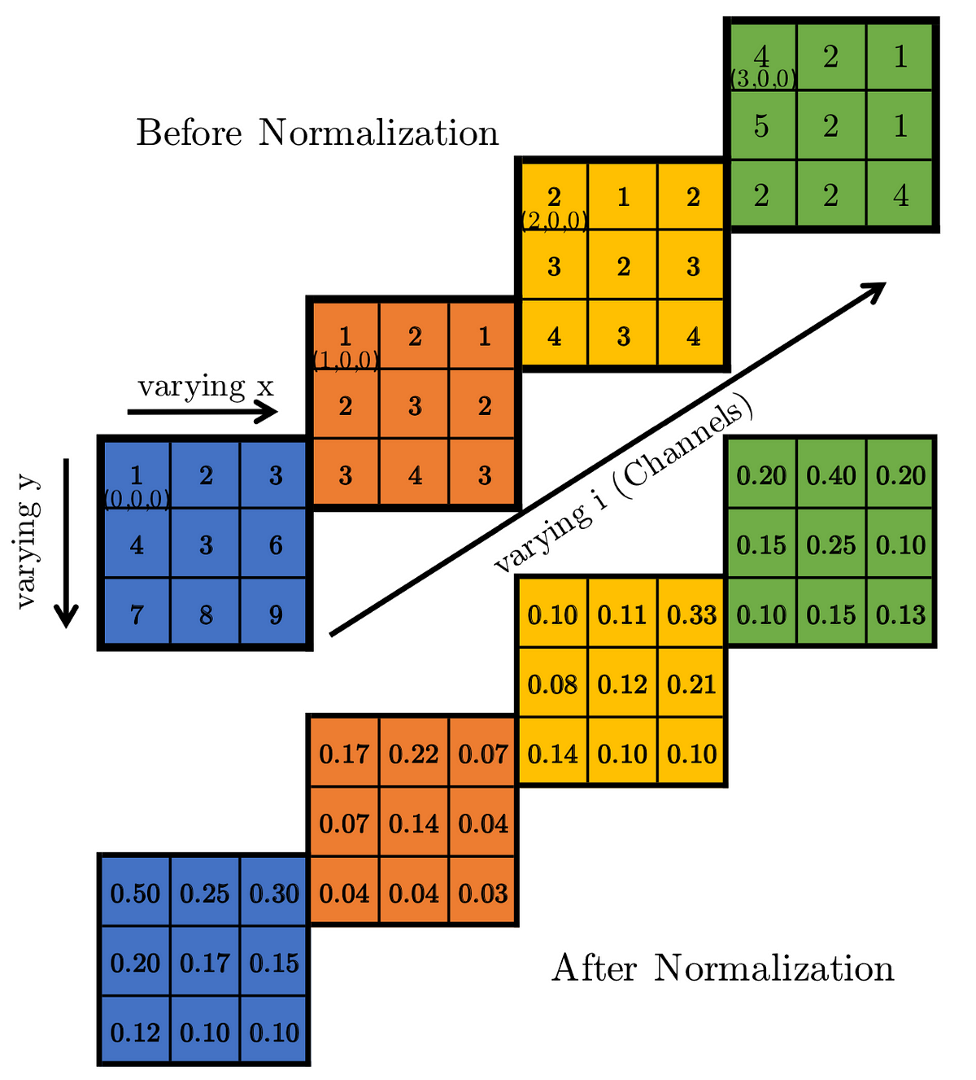 4 2 1
(3,0,0)
5 2 1
2 2 4
Before Normalization
2 1 2
(2,0,0)
3 2 3
4 3 4
1 2 1
(1,0,0)
2 3 2
3 4 3
varying x
varying y
1 2 3
(0,0,0)
4 3 6
7 8 9
varying i (Channels)
0.20 0.40 0.20
0.15 0.25 0.10
0.10 0.15 0.13
0.10 0.11 0.33
0.08 0.12 0.21
0.14 0.10 0.10
0.17 0.22 0.07
0.07 0.14 0.04
0.04 0.04 0.03
0.50 0.25 0.30
0.20 0.17 0.15
0.12 0.10 0.10
After Normalization